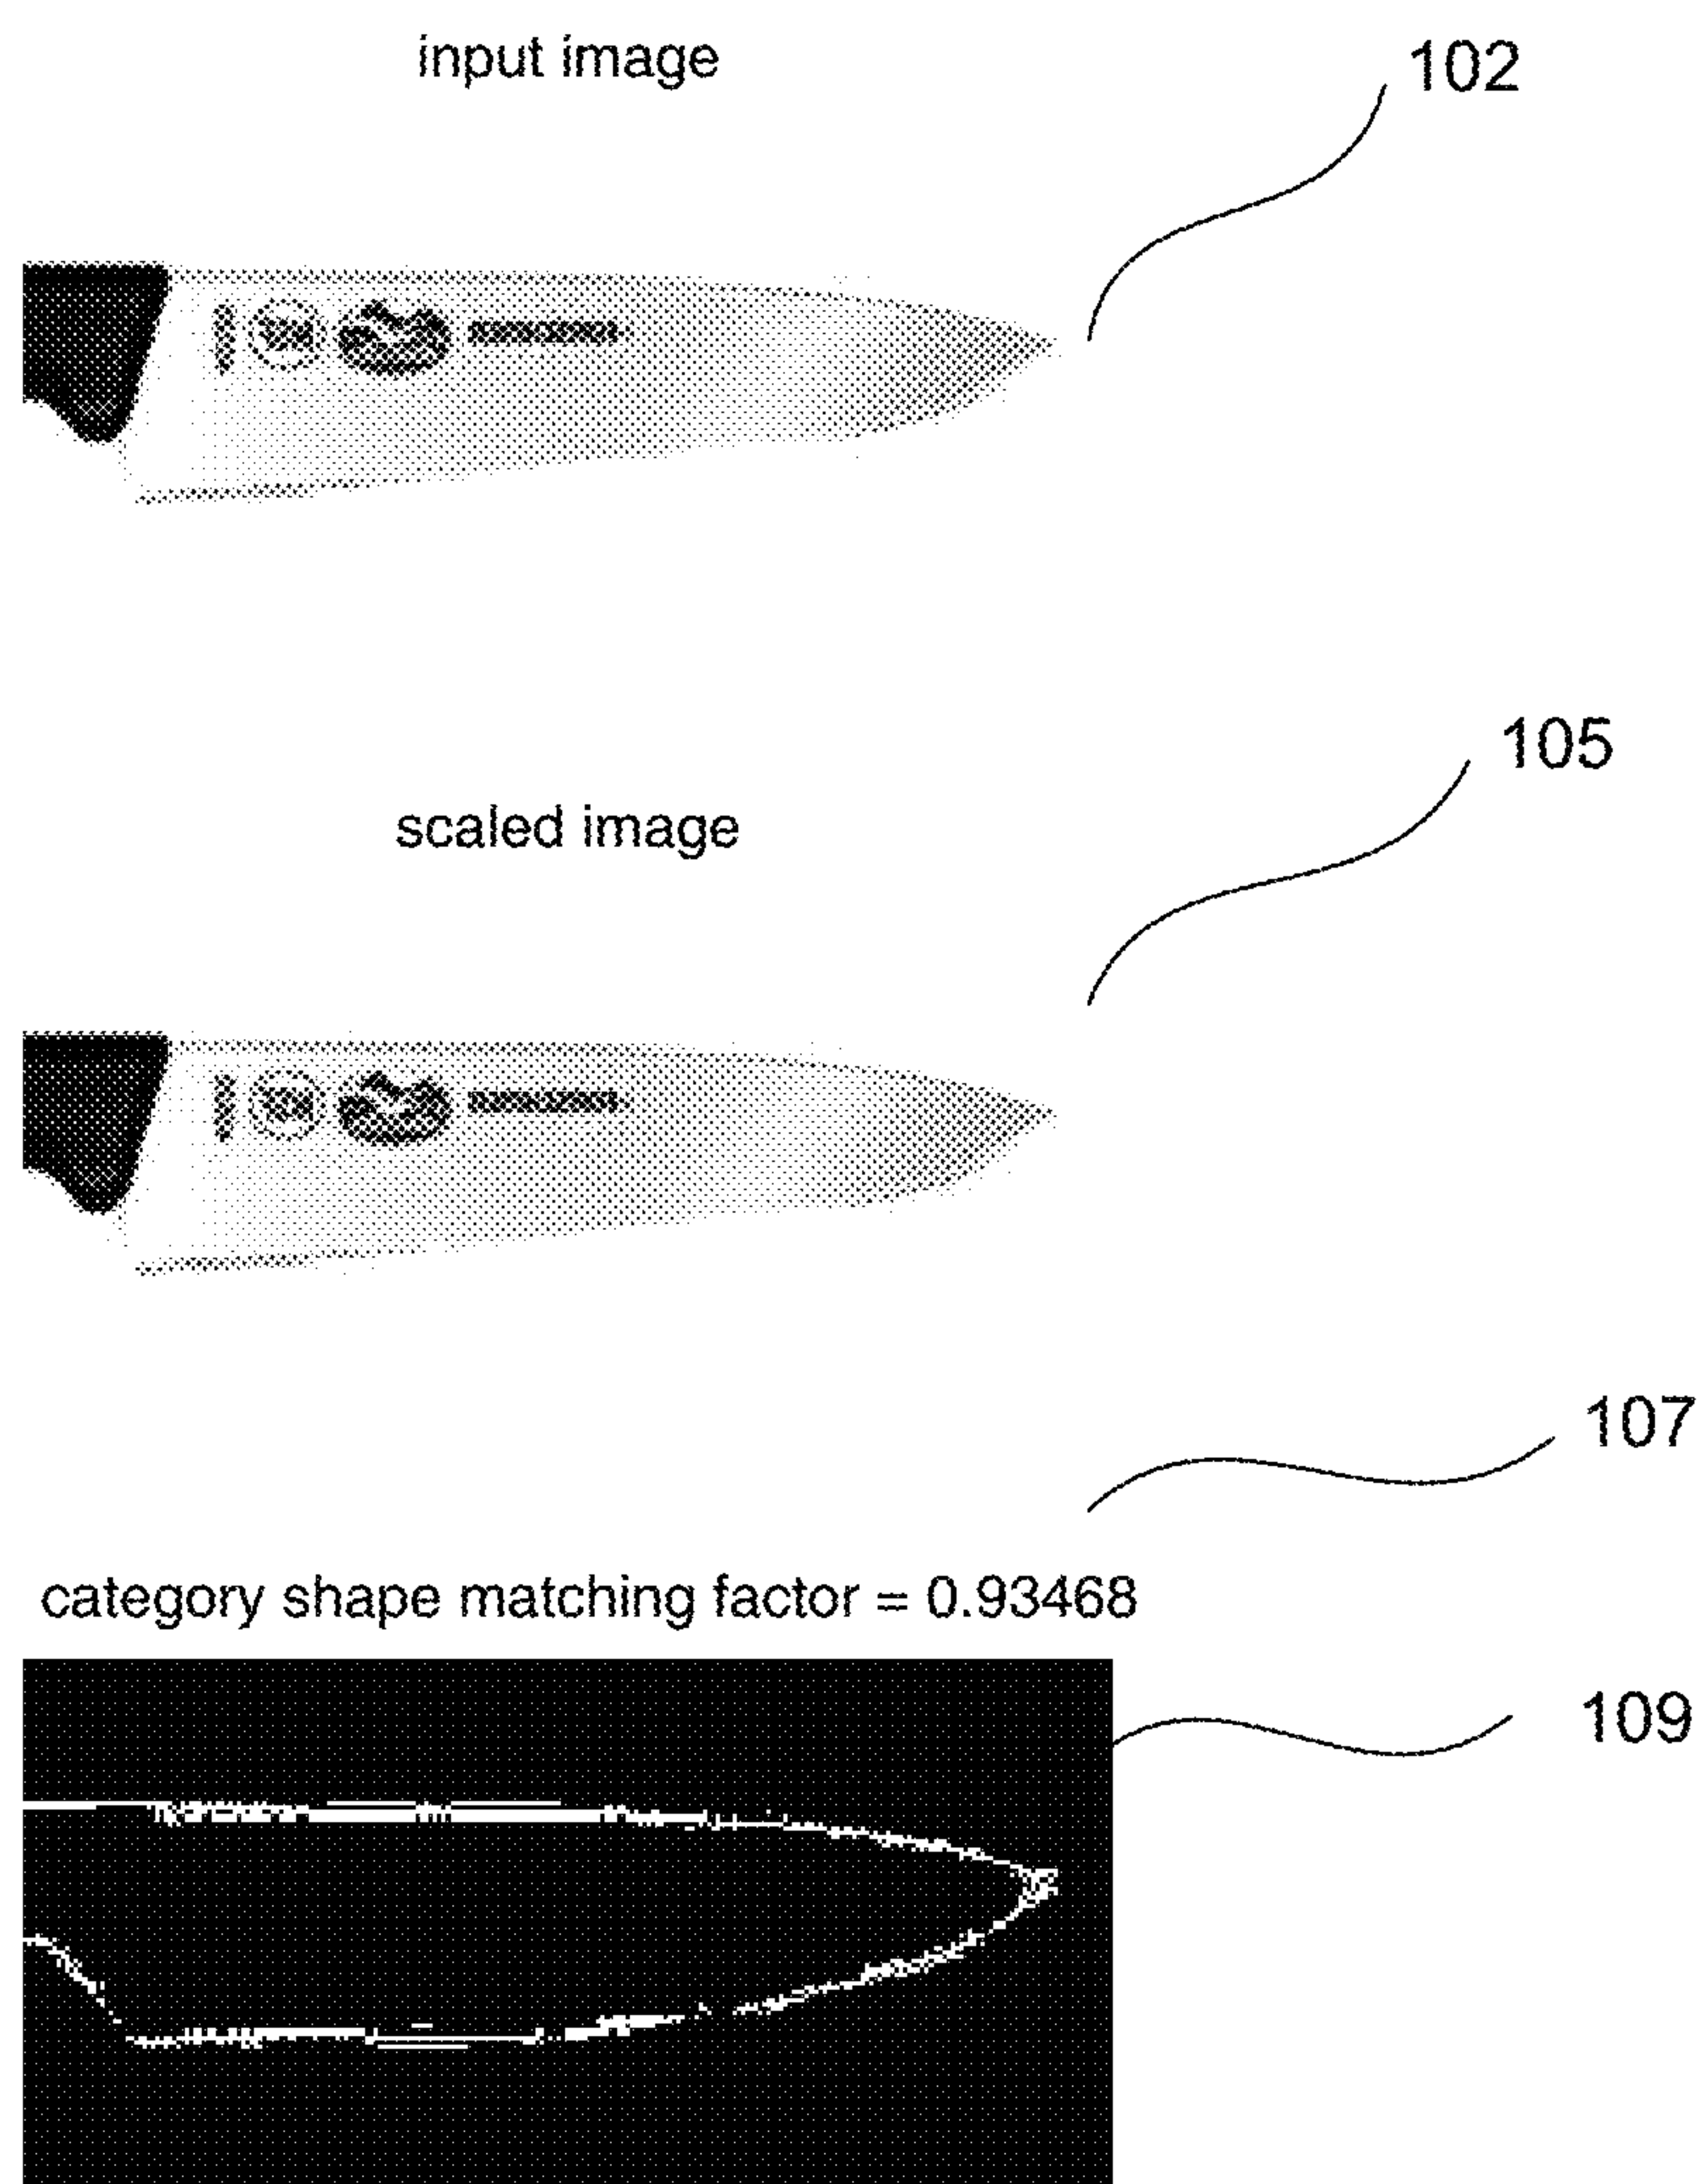 input image
102
scaled image
105
107
category shape matching factor = 0.93468
109